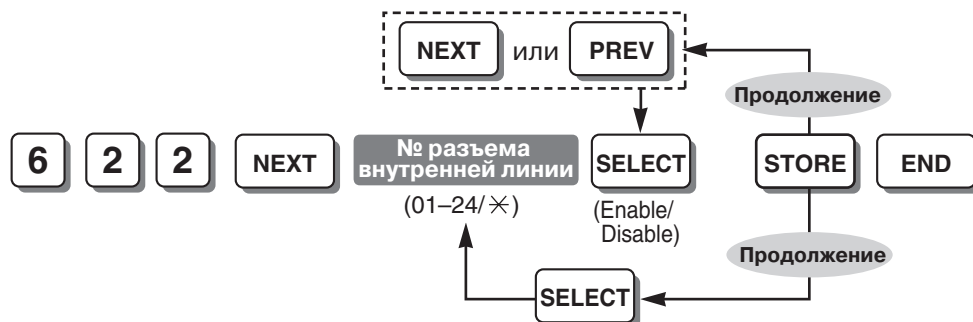 NEXT или PREV
Продолжение
6 2 2 NEXT № разъема внутренней линии SELECT STORE END
(01–24/✳)
(Enable/
Disable)
Продолжение
SELECT